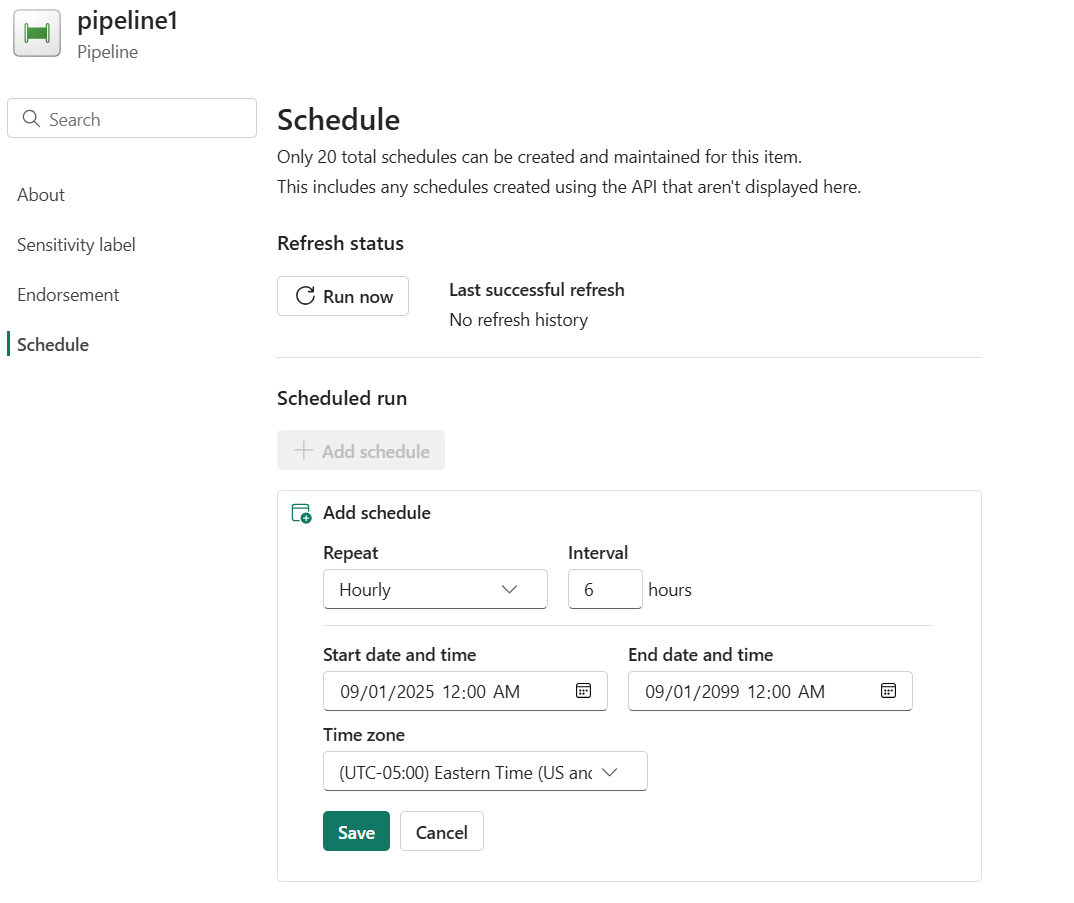 pipeline1
Pipeline
Search
About
Sensitivity label
Endorsement
Schedule
Schedule
Only 20 total schedules can be created and maintained for this item.
This includes any schedules created using the API that aren't displayed here.
Refresh status
Run now
Last successful refresh
No refresh history
Scheduled run
Add schedule
Add schedule
Repeat
Interval
Hourly
6
hours
Start date and time
End date and time
09/01/2025 12:00 AM
09/01/2099 12:00 AM
Time zone
(UTC-05:00) Eastern Time (US and
Save
Cancel